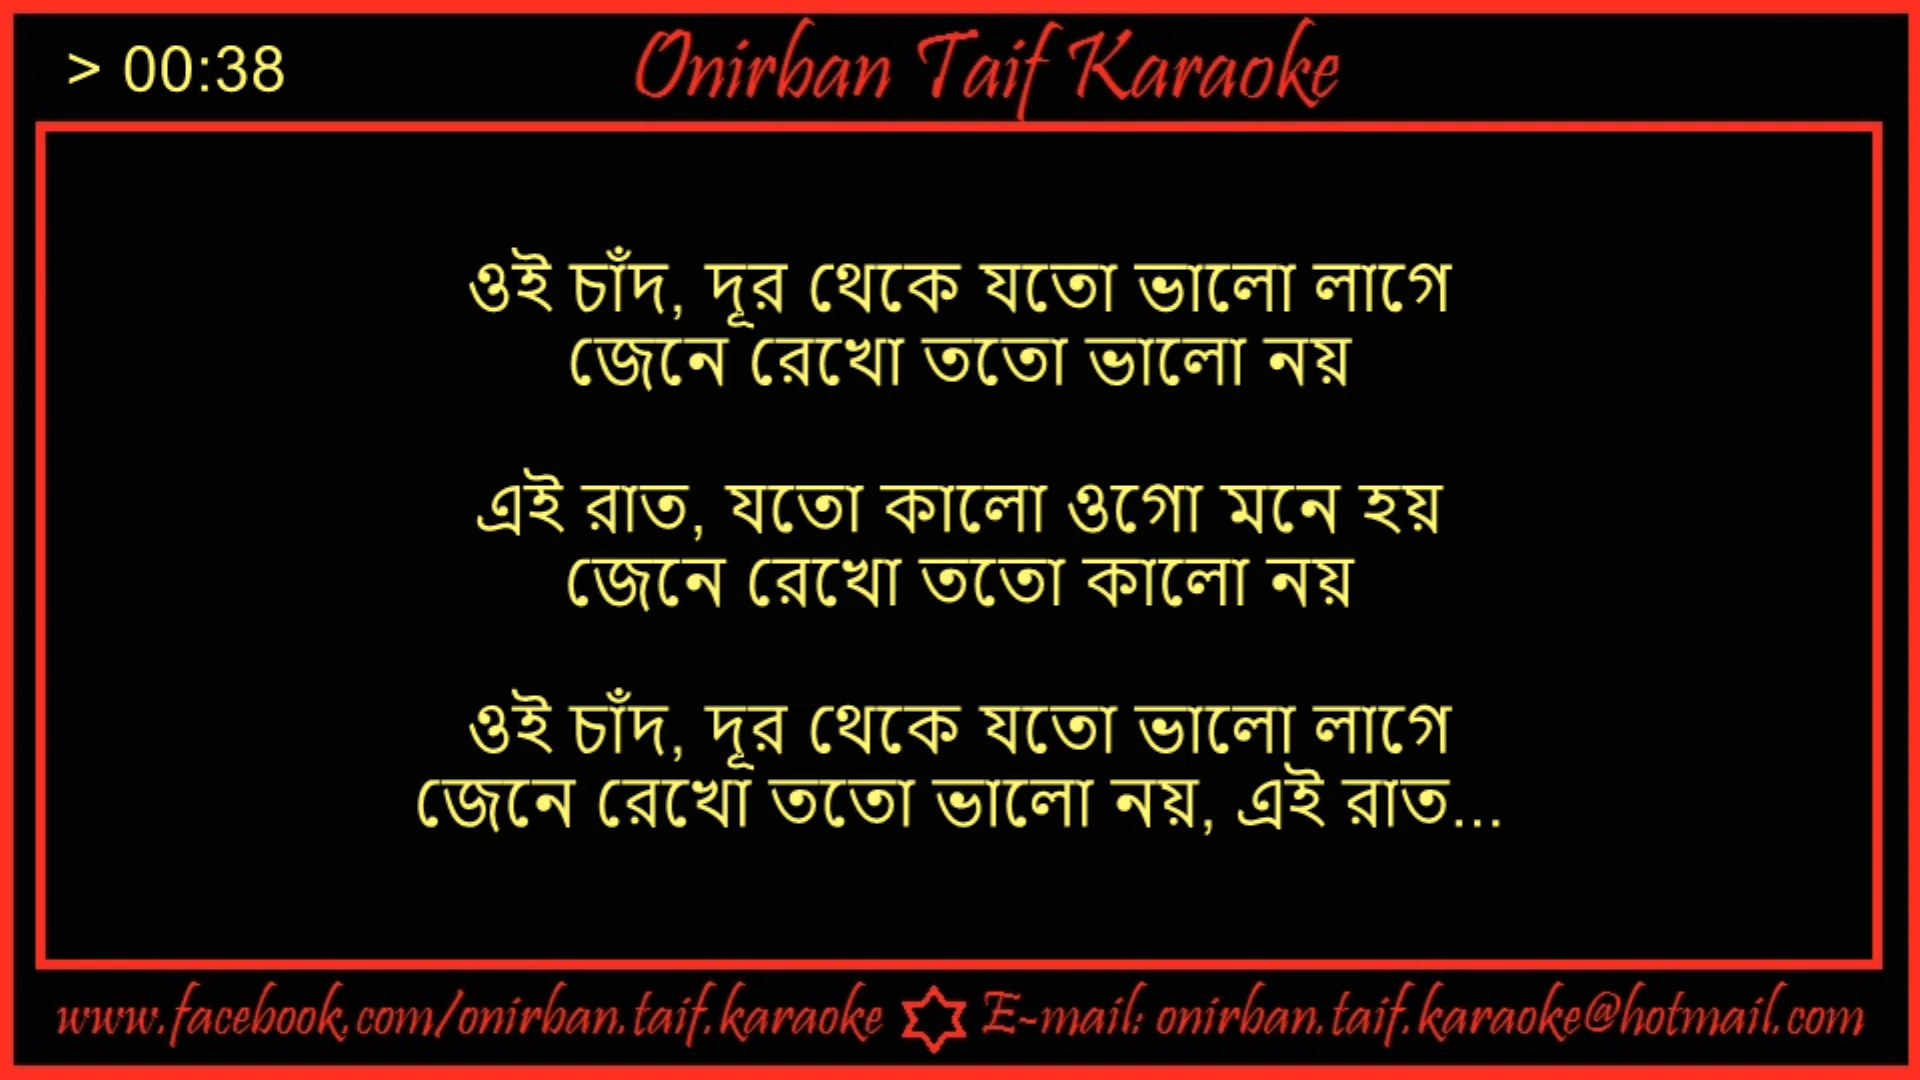 > 00:38
Onirban Taif Karaoke
ওই চাঁদ, দূর থেকে যতো ভালো লাগে
জেনে রেখো ততো ভালো নয়
এই রাত, যতো কালো ওগো মনে হয়
জেনে রেখো ততো কালো নয়
ওই চাঁদ, দূর থেকে যতো ভালো লাগে
জেনে রেখো ততো ভালো নয়, এই রাত...
www.facebook.com/onirban.taif.karaoke ✡ E-mail: onirban.taif.karaoke@hotmail.com